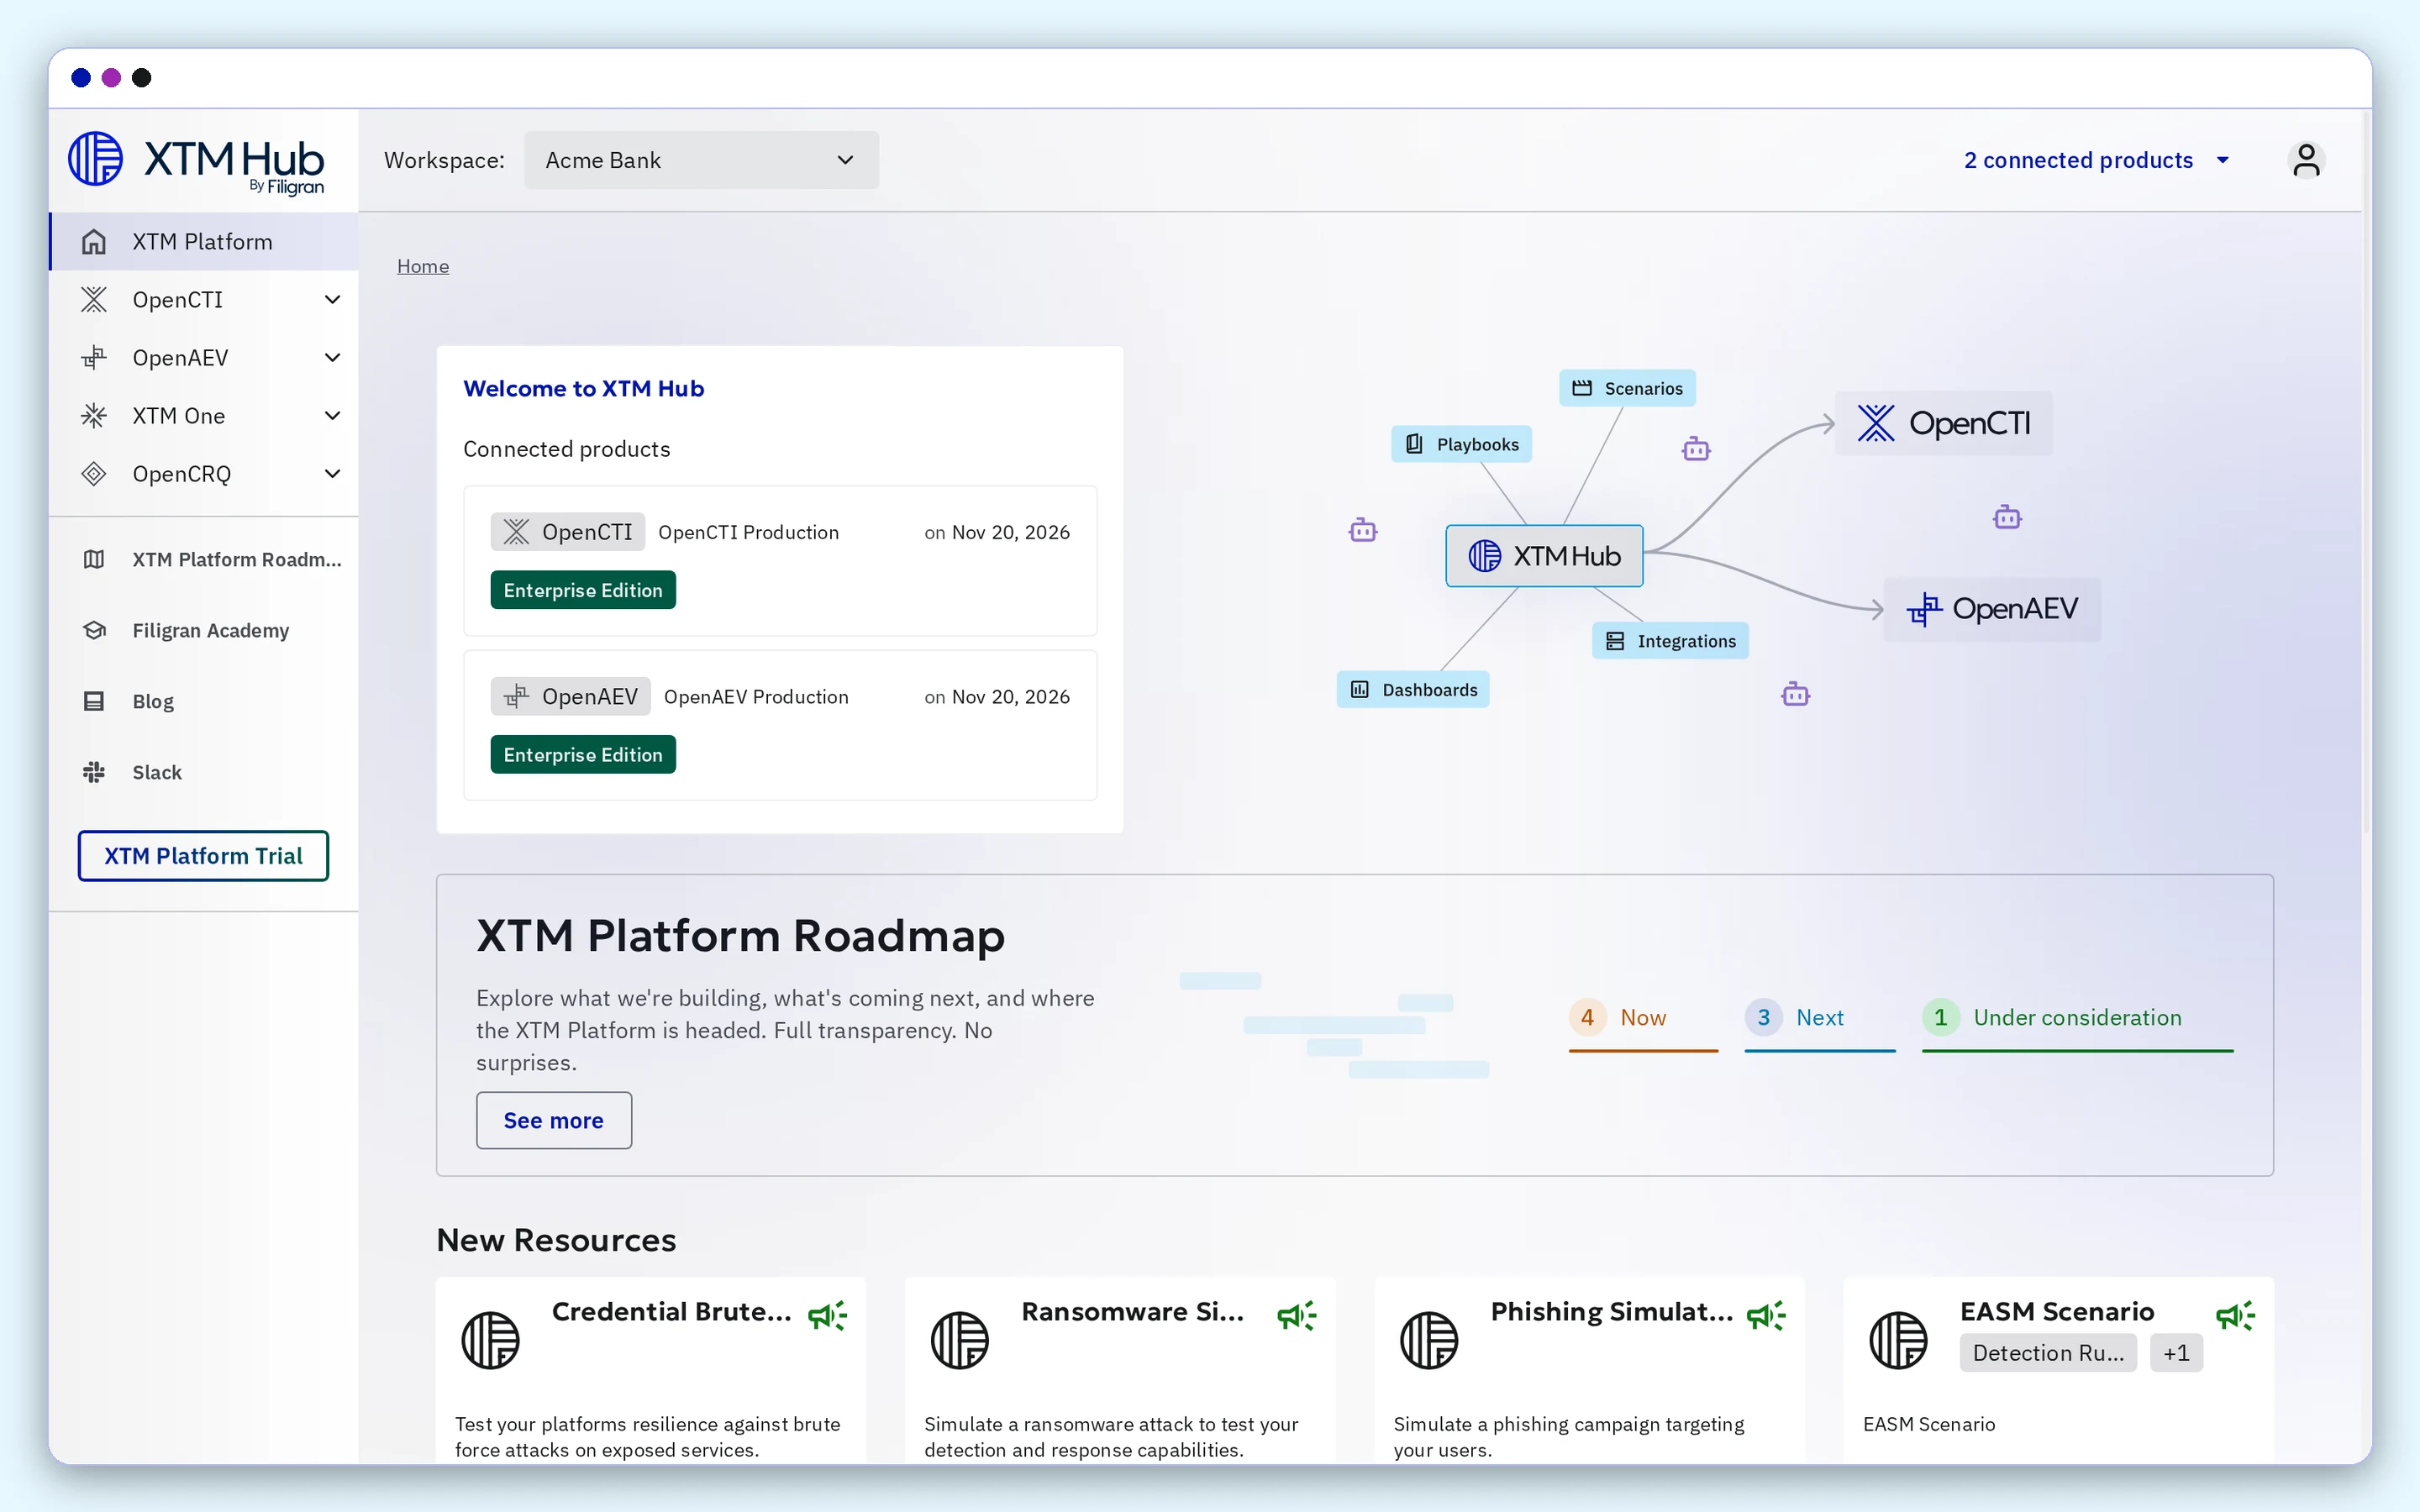 XTM Hub
By Filigran
Workspace:
Acme Bank
2 connected products
XTM Platform
OpenCTI
OpenAEV
XTM One
OpenCRQ
XTM Platform Roadm...
Filigran Academy
Blog
Slack
XTM Platform Trial
Home
Welcome to XTM Hub
Connected products
OpenCTI OpenCTI Production on Nov 20, 2026
Enterprise Edition
OpenAEV OpenAEV Production on Nov 20, 2026
Enterprise Edition
Scenarios
Playbooks
OpenCTI
XTM Hub
OpenAEV
Integrations
Dashboards
XTM Platform Roadmap
Explore what we're building, what's coming next, and where
the XTM Platform is headed. Full transparency. No
surprises.
See more
4 Now
3 Next
1 Under consideration
New Resources
Credential Brute...
Test your platforms resilience against brute
force attacks on exposed services.
Ransomware Si...
Simulate a ransomware attack to test your
detection and response capabilities.
Phishing Simulat...
Simulate a phishing campaign targeting
your users.
EASM Scenario
Detection Ru... +1
EASM Scenario